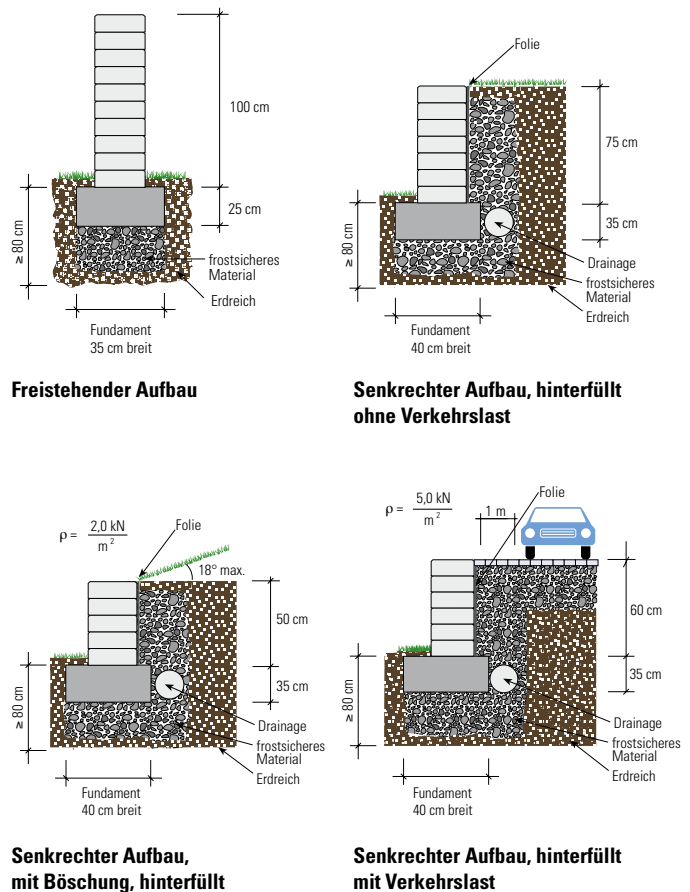 100 cm
25 cm
≥ 80 cm
frostsicheres
Material
Erdreich
Fundament
35 cm breit
Freistehender Aufbau
Folie
75 cm
35 cm
≥ 80 cm
Drainage
frostsicheres
Material
Erdreich
Fundament
40 cm breit
Senkrechter Aufbau, hinterfüllt
ohne Verkehrslast
ρ = 2,0 kN
m 2
Folie
18° max.
50 cm
35 cm
≥ 80 cm
Drainage
frostsicheres
Material
Erdreich
Fundament
40 cm breit
Senkrechter Aufbau,
mit Böschung, hinterfüllt
ρ = 5,0 kN
m 2
1 m
Folie
60 cm
35 cm
≥ 80 cm
Drainage
frostsicheres
Material
Erdreich
Fundament
40 cm breit
Senkrechter Aufbau, hinterfüllt
mit Verkehrslast